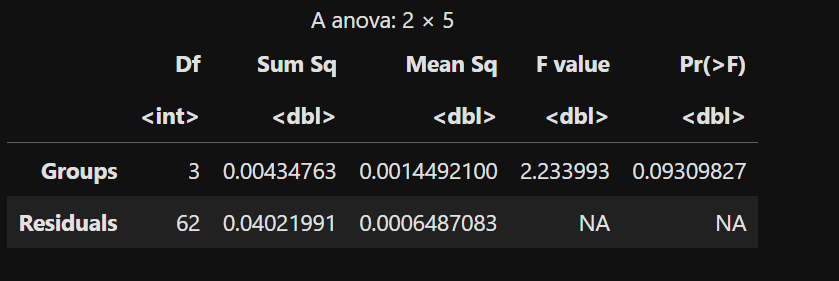 A anova: 2 × 5
Df Sum Sq Mean Sq F value Pr(>F)
<int> <dbl> <dbl> <dbl> <dbl>
Groups 3 0.00434763 0.0014492100 2.233993 0.09309827
Residuals 62 0.04021991 0.0006487083 NA NA